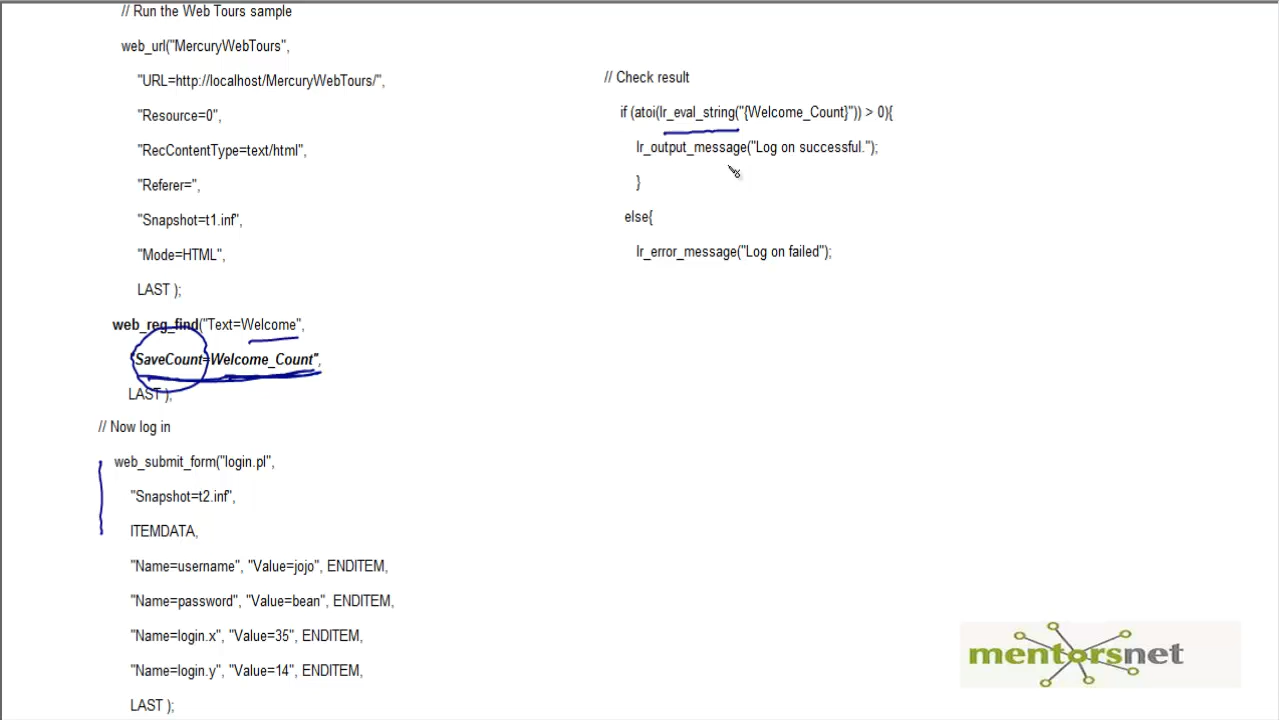 // Run the Web Tours sample
web_url("MercuryWebTours",
"URL=http://localhost/MercuryWebTours/",
"Resource=0",
"RecContentType=text/html",
"Referer=",
"Snapshot=t1.inf",
"Mode=HTML",
LAST );
web_reg_find("Text=Welcome",
"SaveCount=Welcome_Count",
LAST );
// Now log in
web_submit_form("login.pl",
"Snapshot=t2.inf",
ITEMDATA,
"Name=username", "Value=jojo", ENDITEM,
"Name=password", "Value=bean", ENDITEM,
"Name=login.x", "Value=35", ENDITEM,
"Name=login.y", "Value=14", ENDITEM,
LAST );
// Check result
if (atoi(lr_eval_string("{Welcome_Count}")) > 0){
lr_output_message("Log on successful.");
}
else{
lr_error_message("Log on failed");
mentorsnet